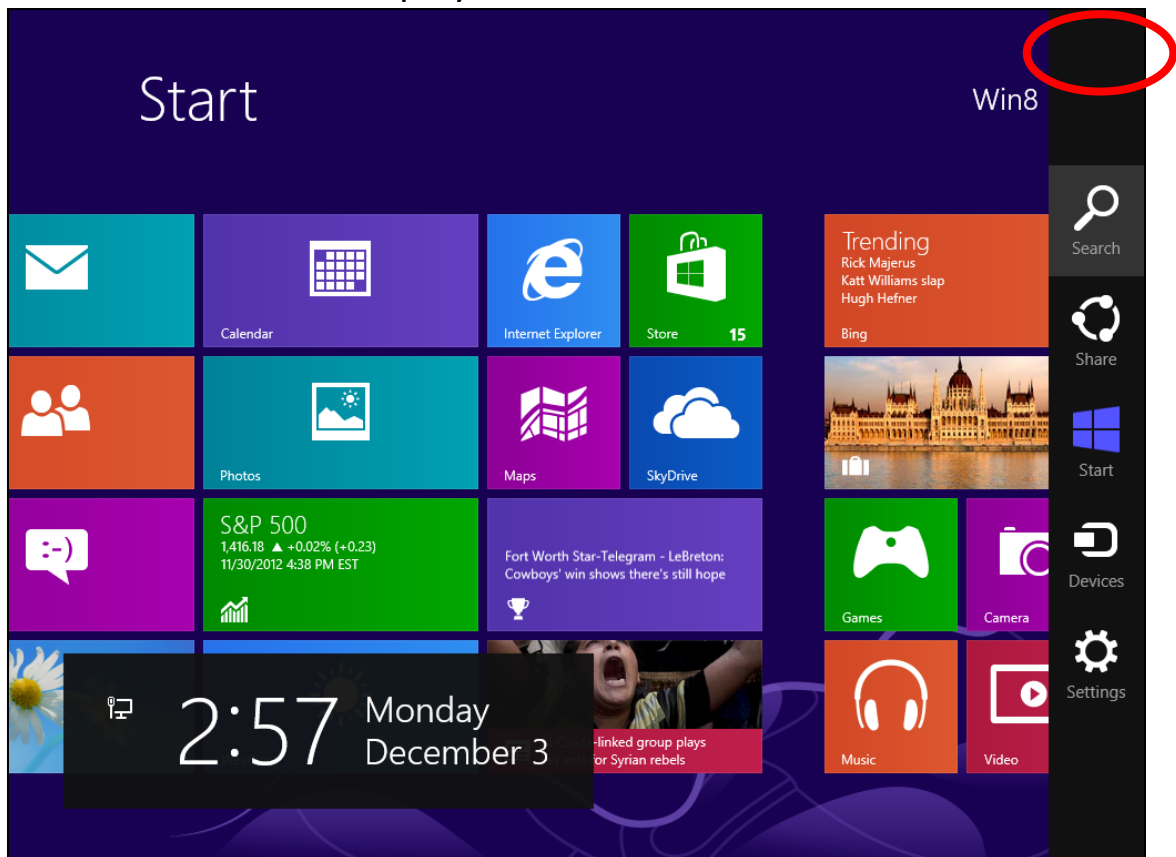 Start
Win8
Calendar
Internet Explorer
Store 15
Trending
Rick Majerus
Katt Williams slap
Hugh Hefner
Bing
Search
Share
Photos
Maps
SkyDrive
Start
S&P 500
1,416.18 ▲ +0.02% (+0.23)
11/30/2012 4:38 PM EST
Fort Worth Star-Telegram - LeBreton:
Cowboys' win shows there's still hope
Games
Camera
Devices
Settings
2:57
Monday
December 3
-linked group plays
role for Syrian rebels
Music
Video
:-)